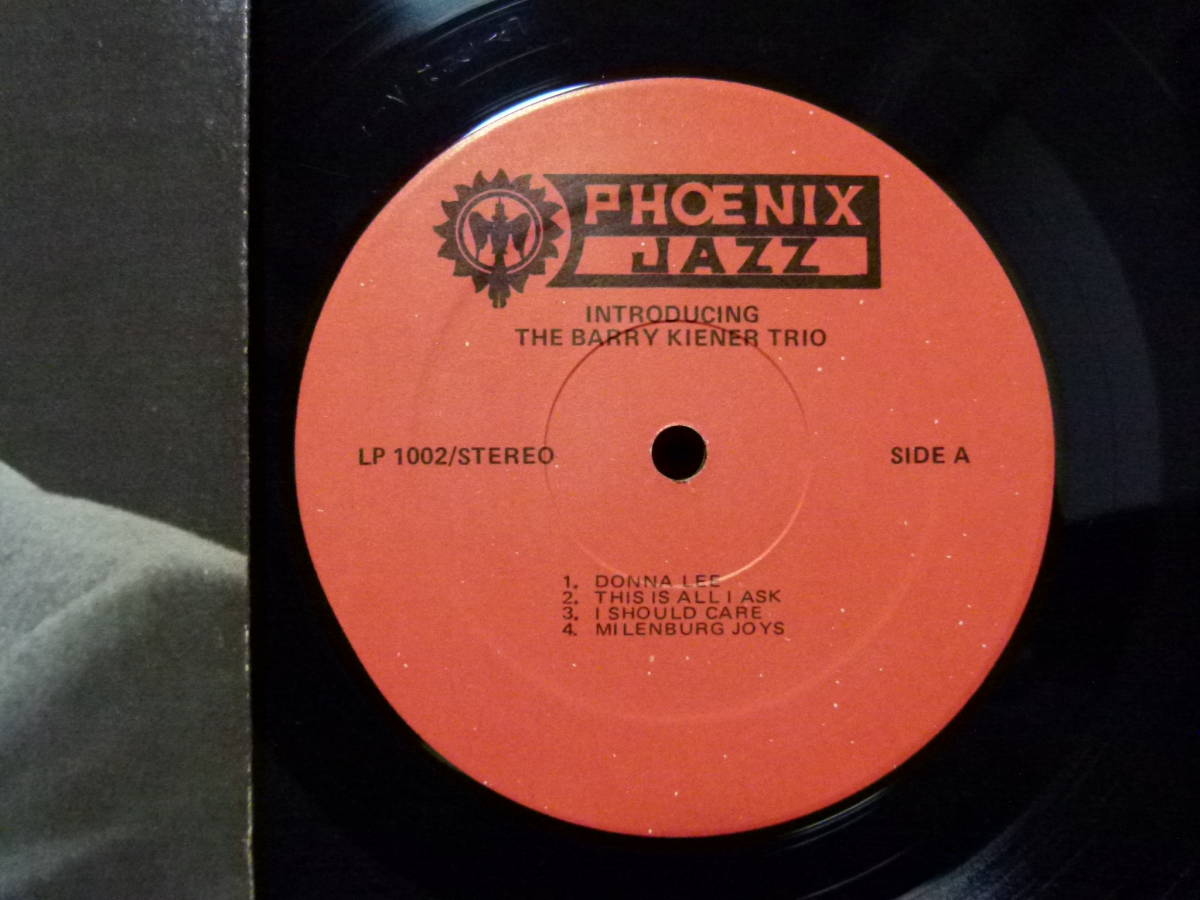 PHOENIX
JAZZ
INTRODUCING
THE BARRY KIENER TRIO
LP 1002/STEREO
SIDE A
1. DONNA LEE
2. THIS IS ALL I ASK
3. I SHOULD CARE
4. MILENBURG JOYS